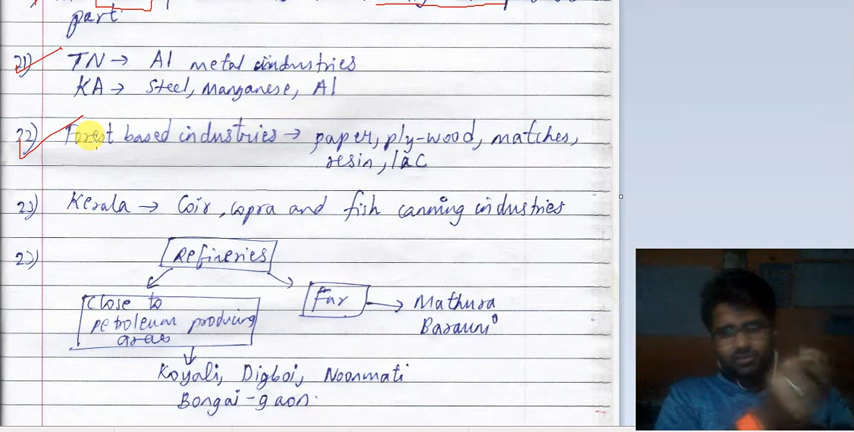 part
21) TN → Al metal industries
KA → Steel, Manganese, Al
22) Forest based industries → paper, ply-wood, matches,
resin, lac
23) Kerala → Coir, copra and fish canning industries
23) Refineries
Close to
petroleum producing
areas
Far → Mathura
Barauni
Koyali, Digboi, Noonmati
Bongai-gaon.